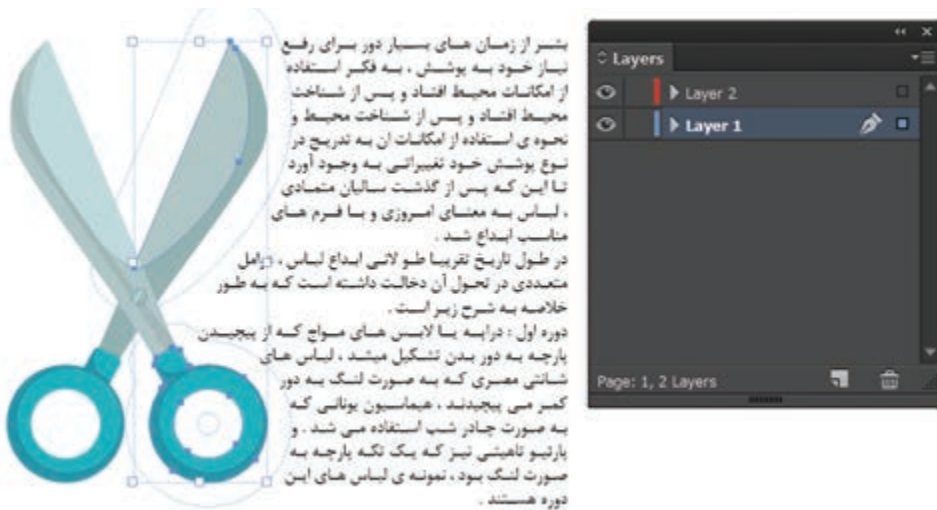 بشر از زمان های بسیار دور برای رفع
نیاز خود به پوشش ، به فکر استفاده
از امکانات محیط افتاد و پس از شناخت
محیط افتاد و پس از شناخت محیط و
نحوه ی استفاده از امکانات ان به تدریج در
نوع پوشش خود تغییراتی به وجود آورد
تا این که پس از گذشت سالیان متمادی
، لباس به معنای امروزی و با فرم های
مناسب ابداع شد .
در طول تاریخ تقریبا طو لانی ابداع لباس ، عوامل
متعددی در تحول آن دخالت داشته است که به طور
خلاصه به شرح زیر است .
دوره اول : درایه یا لابس های مواج که از پیچیدن
پارچه به دور بدن تشکیل میشد ، لباس های
شانتی مصری که به صورت لنگ به دور
کمر می پیچیدند ، هیماسیون یونانی که
به صورت چادر شب استفاده می شد . و
پارتیو تاهیتی نیز که یک تکه پارچه به
صورت لنگ بود ، نمونه ی لباس های این
دوره هستند .
Layers
Layer 2
Layer 1
Page: 1, 2 Layers